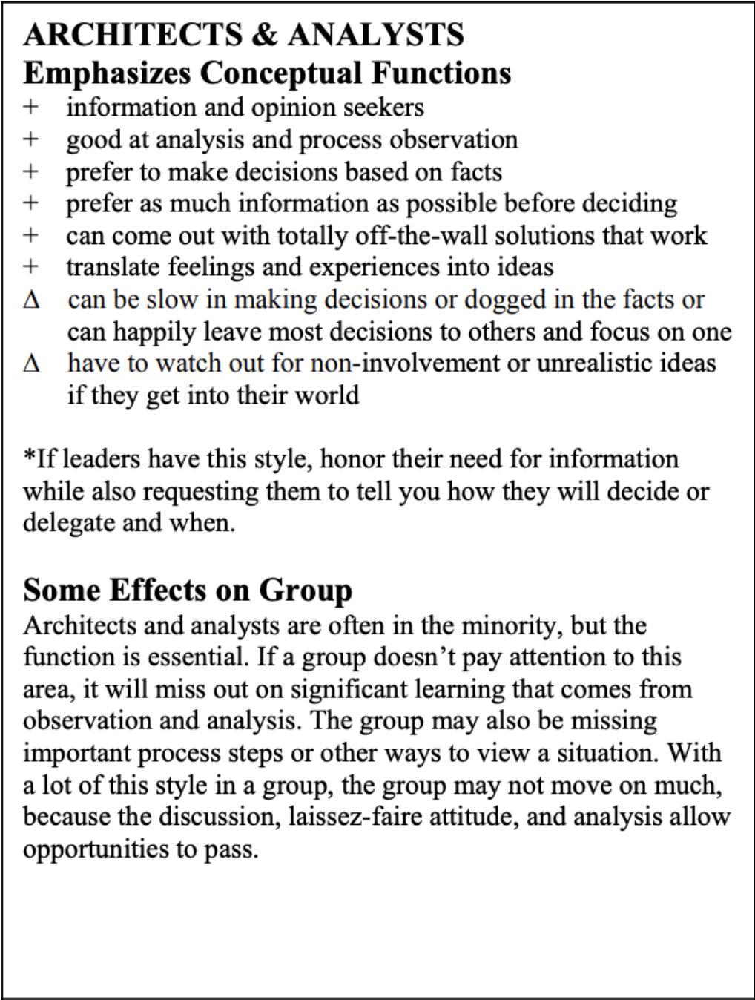 ARCHITECTS & ANALYSTS
Emphasizes Conceptual Functions
+ information and opinion seekers
+ good at analysis and process observation
+ prefer to make decisions based on facts
+ prefer as much information as possible before deciding
+ can come out with totally off-the-wall solutions that work
+ translate feelings and experiences into ideas
Δ can be slow in making decisions or dogged in the facts or
can happily leave most decisions to others and focus on one
Δ have to watch out for non-involvement or unrealistic ideas
if they get into their world
*If leaders have this style, honor their need for information
while also requesting them to tell you how they will decide or
delegate and when.
Some Effects on Group
Architects and analysts are often in the minority, but the
function is essential. If a group doesn’t pay attention to this
area, it will miss out on significant learning that comes from
observation and analysis. The group may also be missing
important process steps or other ways to view a situation. With
a lot of this style in a group, the group may not move on much,
because the discussion, laissez-faire attitude, and analysis allow
opportunities to pass.